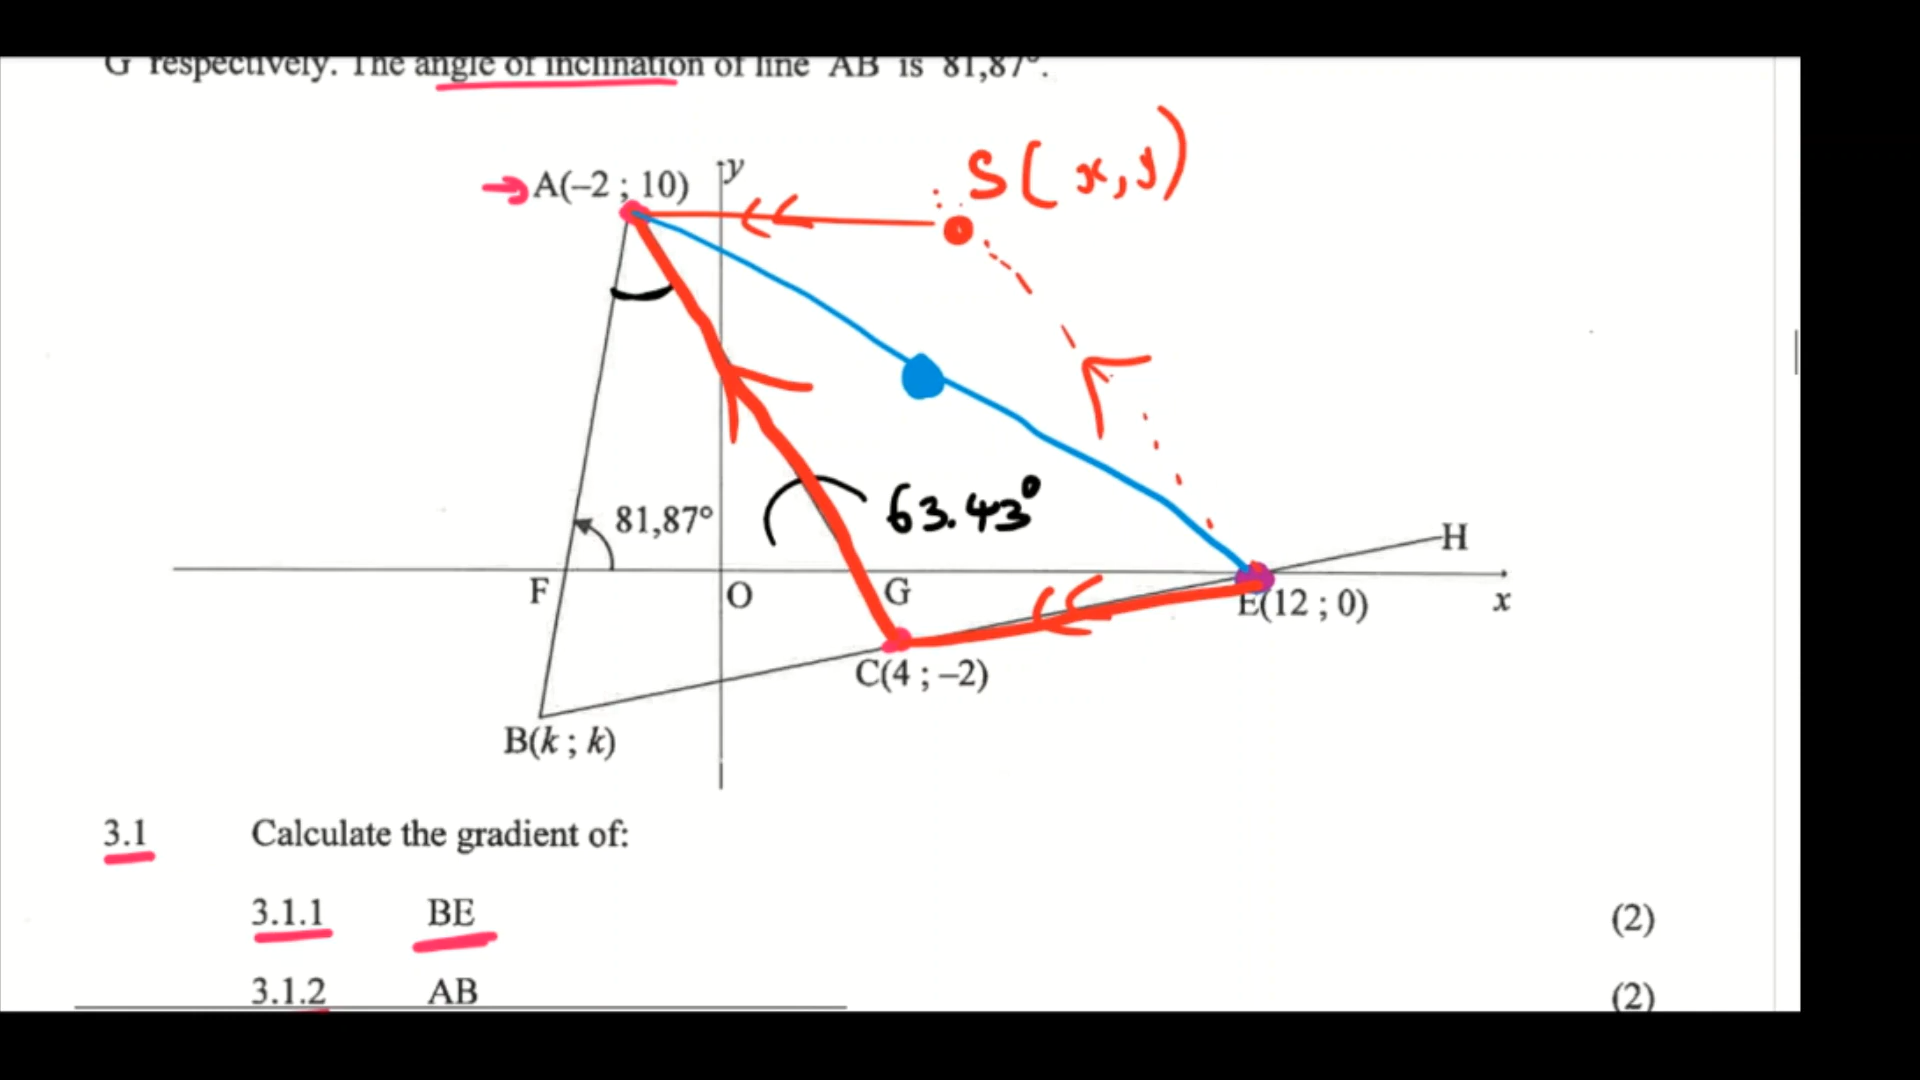 G respectively. The angle of inclination of line AB is 81,87°.
S(x,y)
A(–2 ; 10)
y
63.43°
81,87°
H
F
O
G
E(12 ; 0)
x
C(4 ; –2)
B(k ; k)
3.1 Calculate the gradient of:
3.1.1 BE (2)
3.1.2 AB (2)